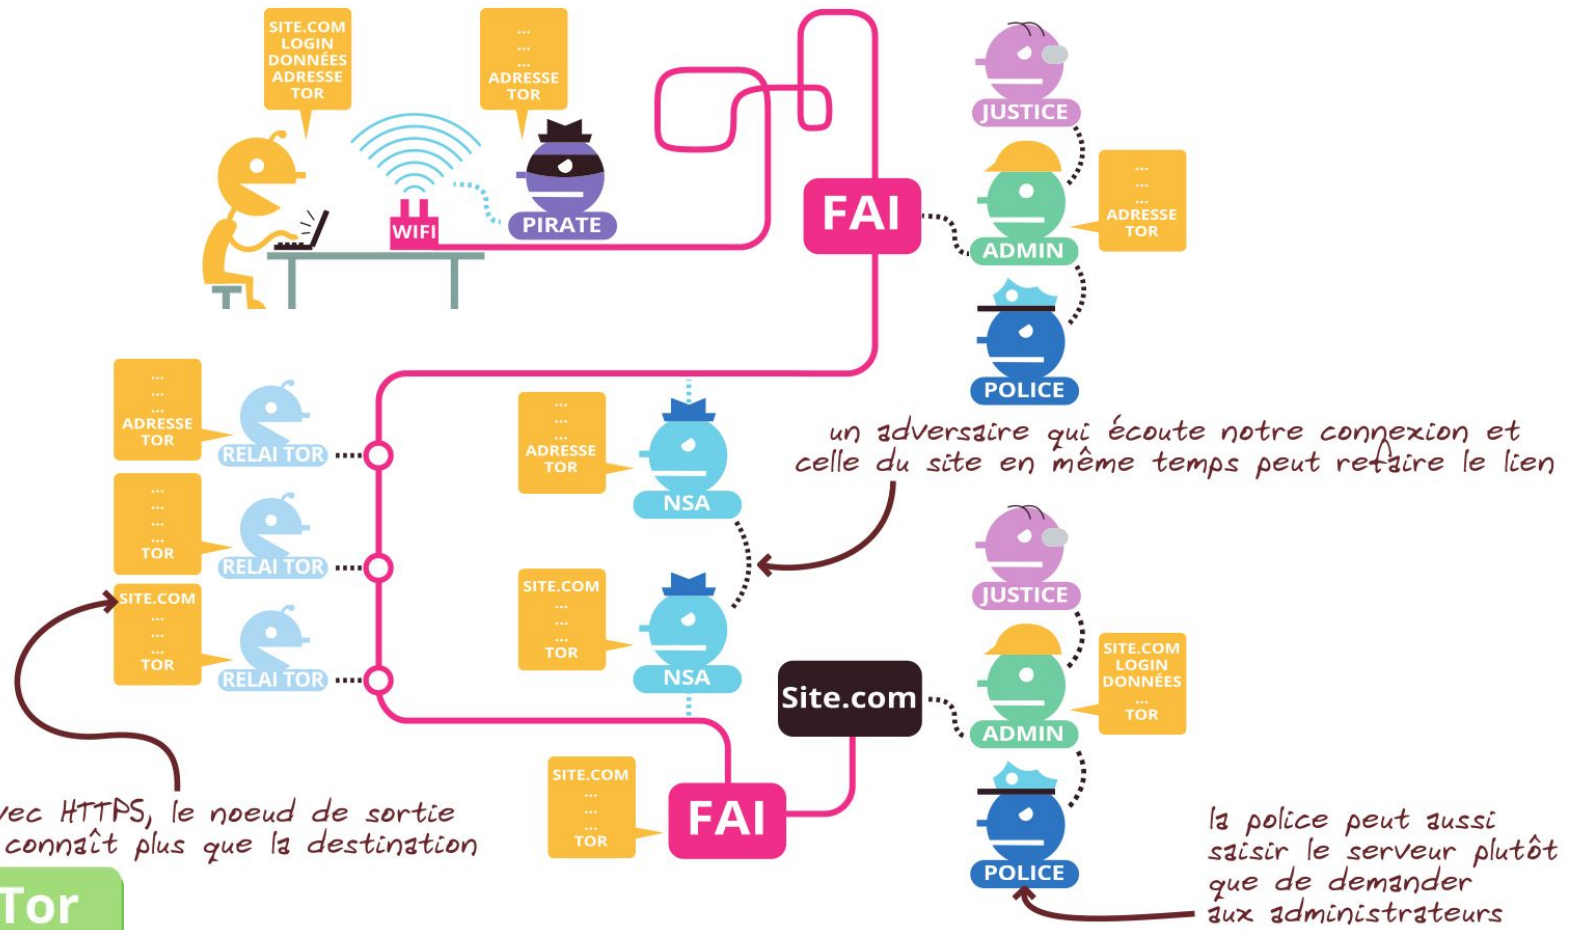 SITE.COM
LOGIN
DONNÉES
ADRESSE
TOR
...
...
...
ADRESSE
TOR
WIFI
PIRATE
FAI
JUSTICE
ADMIN
...
...
...
ADRESSE
TOR
POLICE
...
...
...
ADRESSE
TOR
RELAI TOR
...
...
...
...
TOR
RELAI TOR
SITE.COM
...
...
...
TOR
RELAI TOR
...
...
...
ADRESSE
TOR
NSA
un adversaire qui écoute notre connexion et
celle du site en même temps peut refaire le lien
SITE.COM
...
...
...
TOR
NSA
JUSTICE
ADMIN
SITE.COM
LOGIN
DONNÉES
...
TOR
POLICE
Site.com
SITE.COM
...
...
...
TOR
FAI
vec HTTPS, le noeud de sortie
connaît plus que la destination
la police peut aussi
saisir le serveur plutôt
que de demander
aux administrateurs
Tor